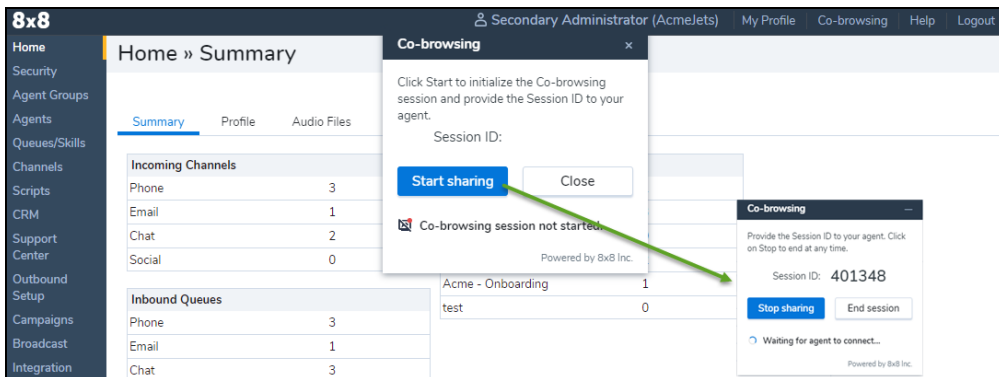 8x8
Secondary Administrator (AcmeJets)
My Profile
Co-browsing
Help
Logout
Home
Security
Agent Groups
Agents
Queues/Skills
Channels
Scripts
CRM
Support
Center
Outbound
Setup
Campaigns
Broadcast
Integration
Home » Summary
Summary
Profile
Audio Files
Incoming Channels
Phone 3
Email 1
Chat 2
Social 0
Inbound Queues
Phone 3
Email 1
Chat 3
Acme - Onboarding 1
test 0
Co-browsing ×
Click Start to initialize the Co-browsing
session and provide the Session ID to your
agent.
Session ID:
Start sharing
Close
Co-browsing session not started.
Powered by 8x8 Inc.
Co-browsing –
Provide the Session ID to your agent. Click
on Stop to end at any time.
Session ID: 401348
Stop sharing
End session
Waiting for agent to connect...
Powered by 8x8 Inc.